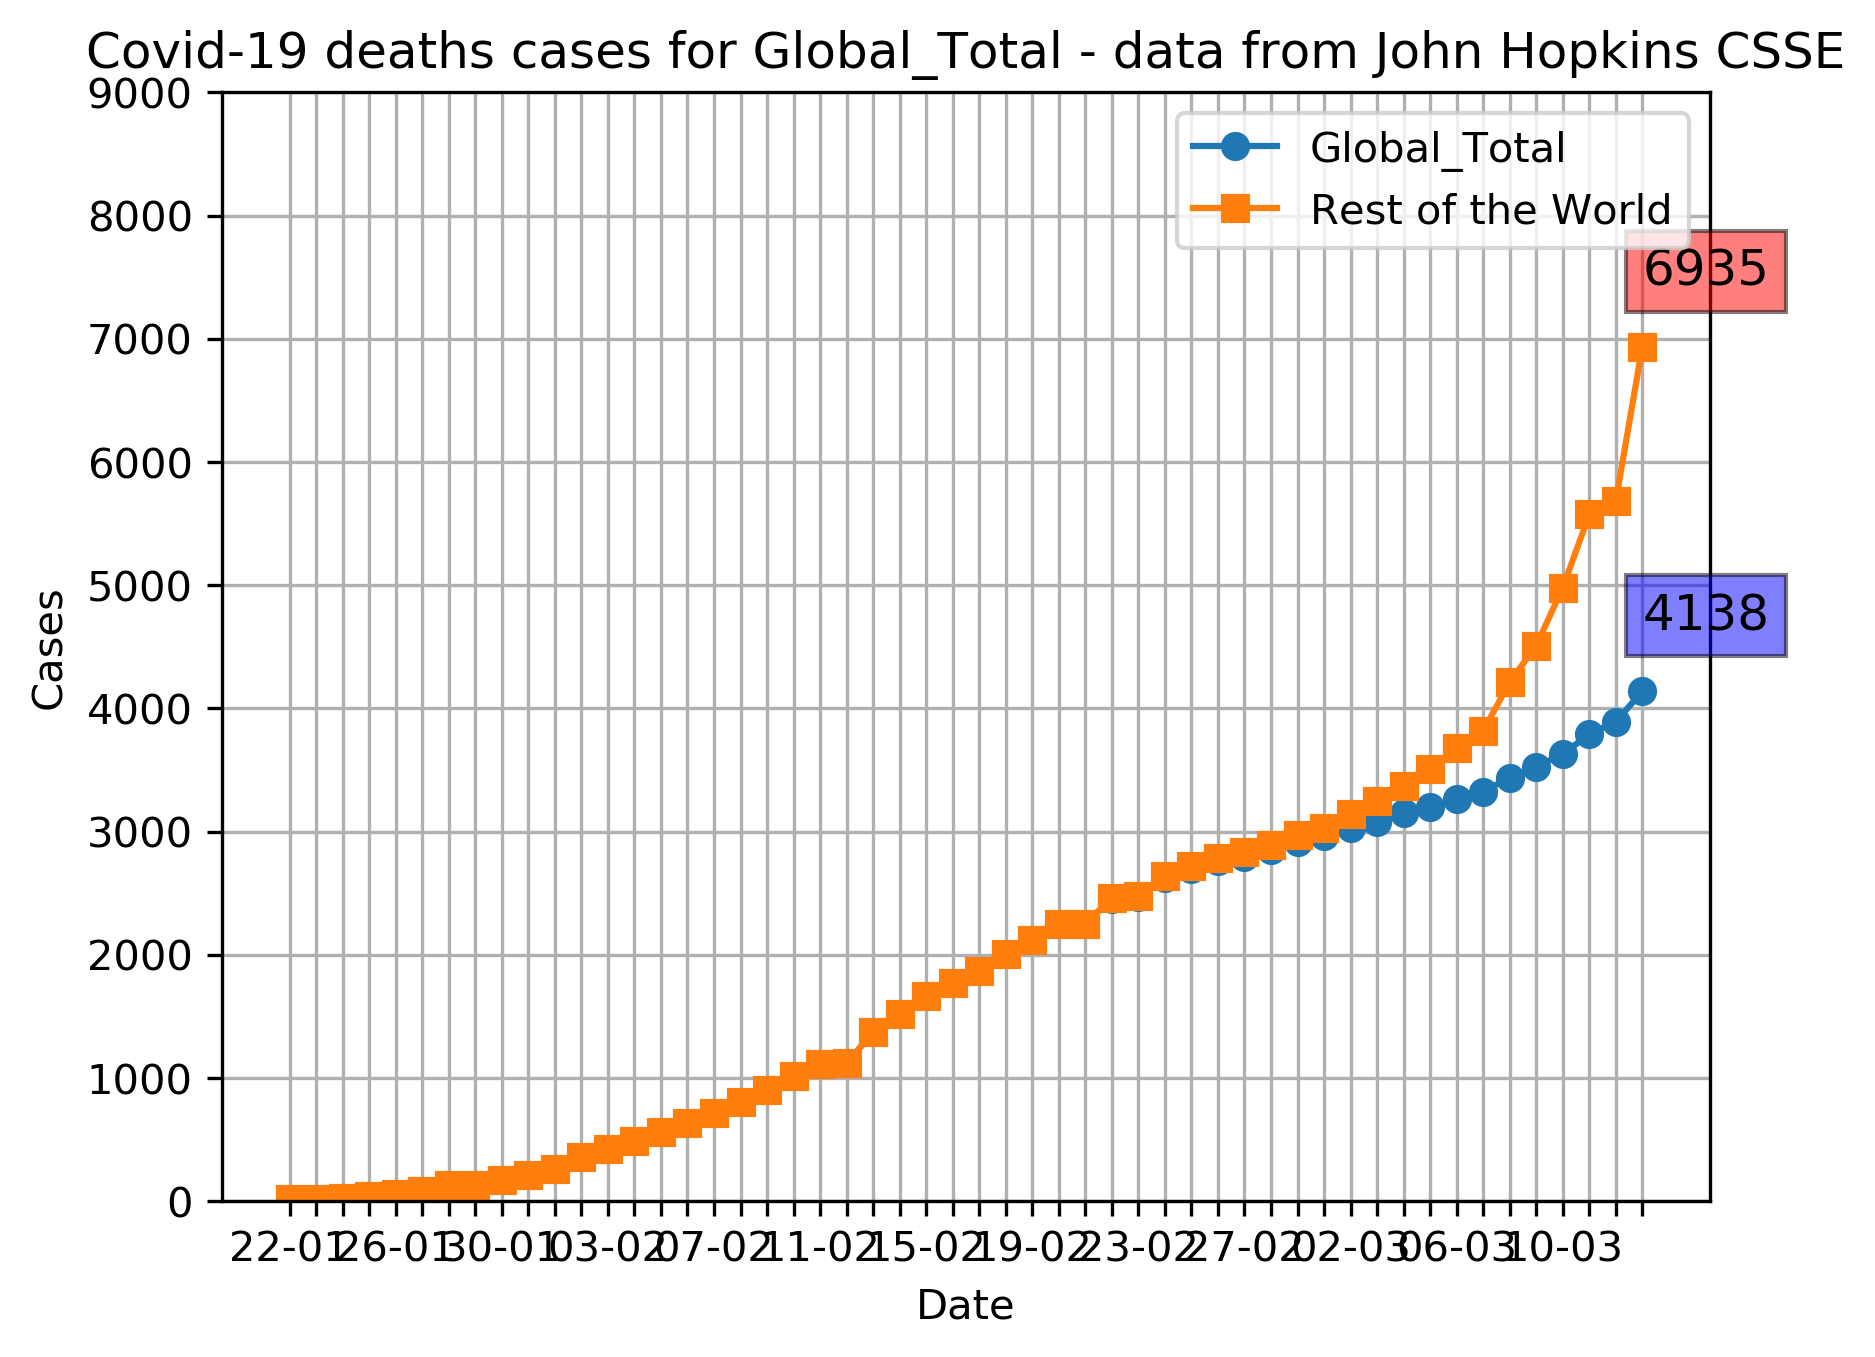 Covid-19 deaths cases for Global_Total - data from John Hopkins CSSE
9000
8000
7000
6000
5000
4000
3000
2000
1000
0
Cases
Global_Total
Rest of the World
6935
4138
22-01 26-01 30-01 03-02 07-02 11-02 15-02 19-02 23-02 27-02 02-03 06-03 10-03
Date